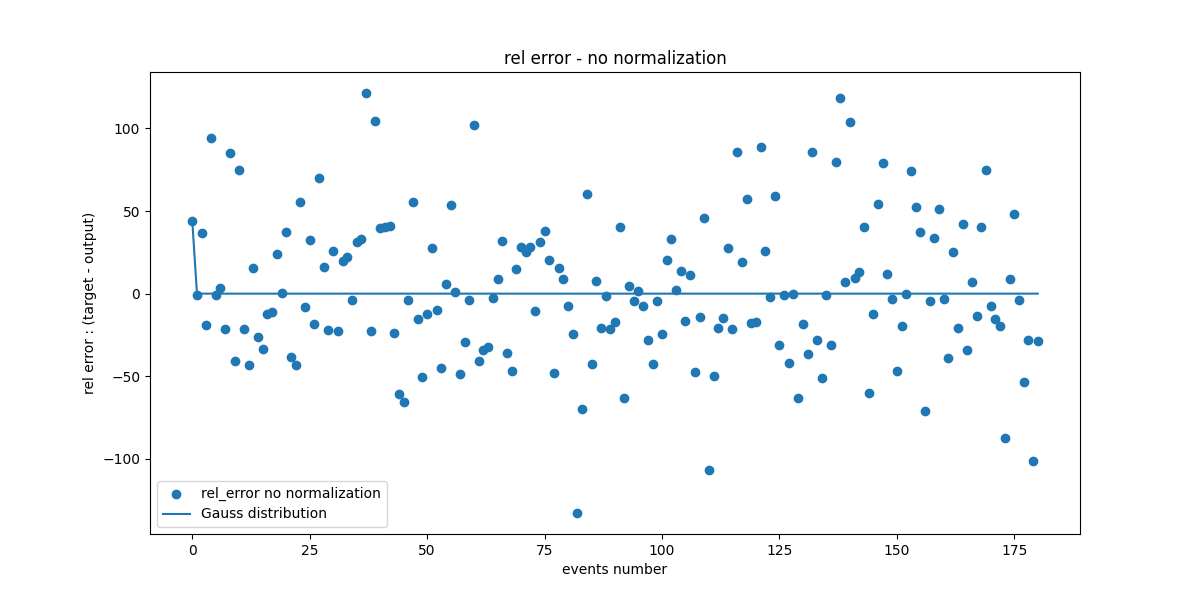 rel error - no normalization
rel error : (target - output)
100
50
0
−50
−100
rel_error no normalization
Gauss distribution
0 25 50 75 100 125 150 175
events number